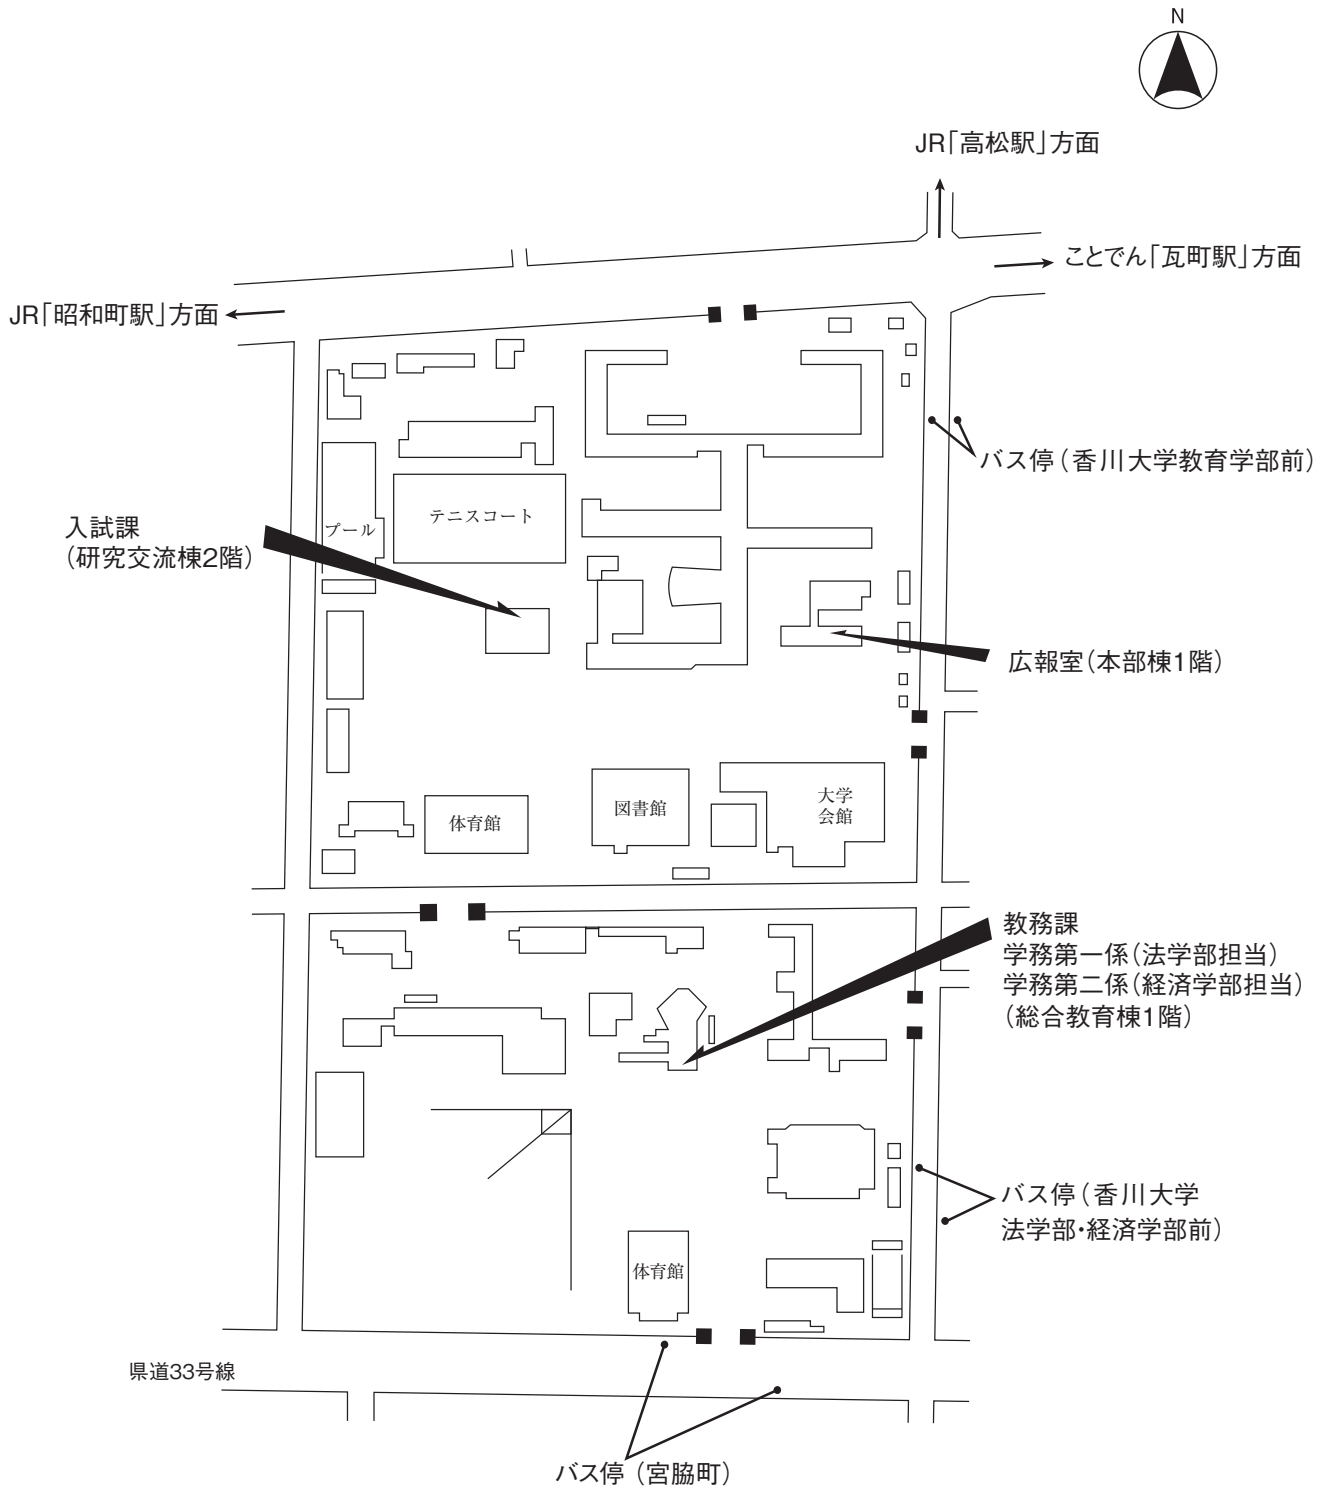 N
JR「高松駅」方面
ことでん「瓦町駅」方面
JR「昭和町駅」方面
バス停（香川大学教育学部前）
入試課
（研究交流棟2階）
プール
テニスコート
広報室（本部棟1階）
体育館
図書館
大学
会館
教務課
学務第一係（法学部担当）
学務第二係（経済学部担当）
（総合教育棟1階）
バス停（香川大学
法学部・経済学部前）
体育館
県道33号線
バス停（宮脇町）